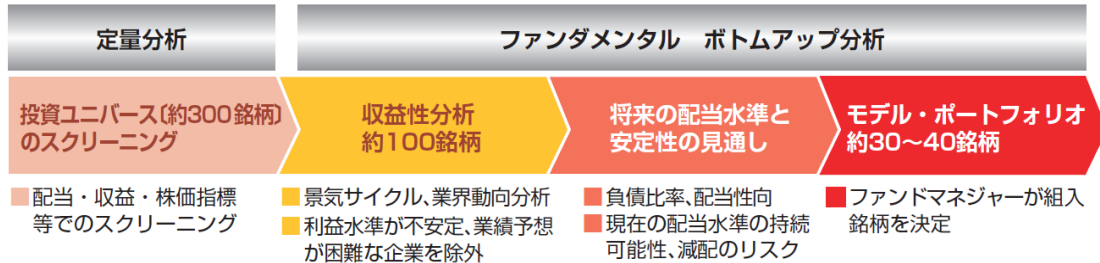 定量分析
ファンダメンタル ボトムアップ分析
投資ユニバース〔約300銘柄〕
のスクリーニング
収益性分析
約100銘柄
将来の配当水準と
安定性の見通し
モデル・ポートフォリオ
約30〜40銘柄
配当・収益・株価指標
等でのスクリーニング
景気サイクル、業界動向分析
利益水準が不安定、業績予想
が困難な企業を除外
負債比率、配当性向
現在の配当水準の持続
可能性、減配のリスク
ファンドマネジャーが組入
銘柄を決定